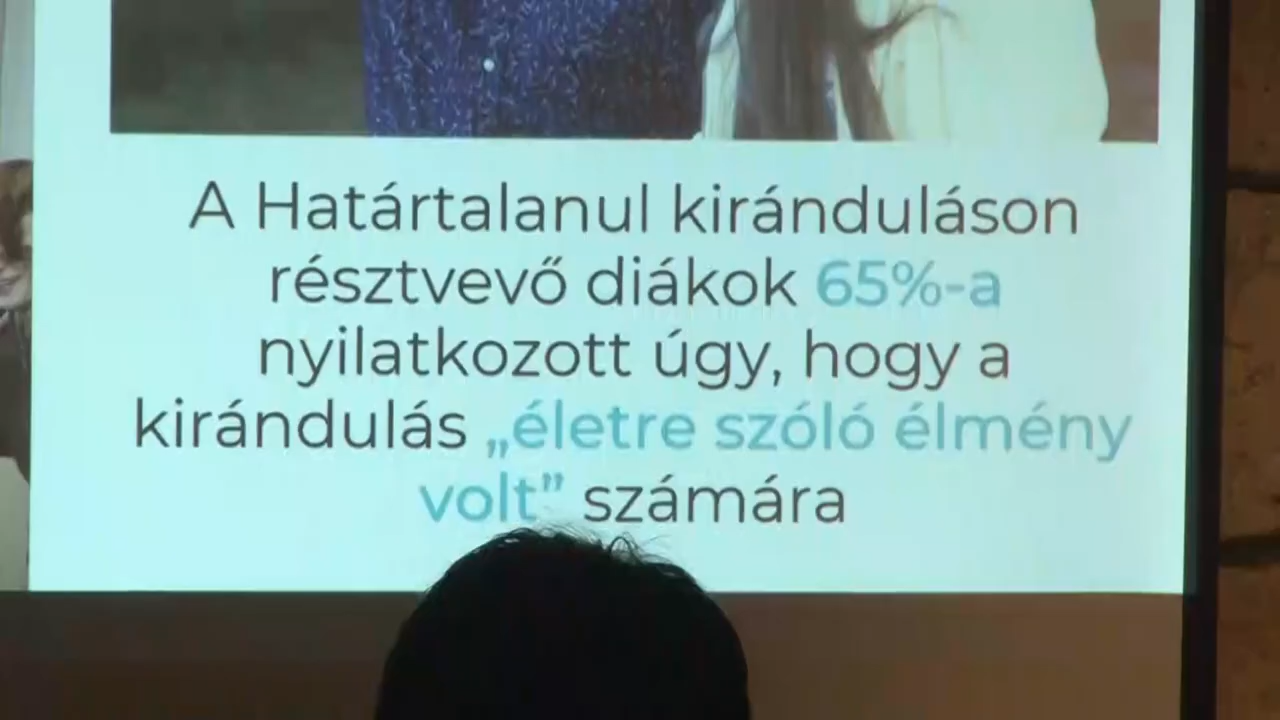 A Határtalanul kiránduláson
résztvevő diákok 65%-a
nyilatkozott úgy, hogy a
kirándulás „életre szóló élmény
volt” számára